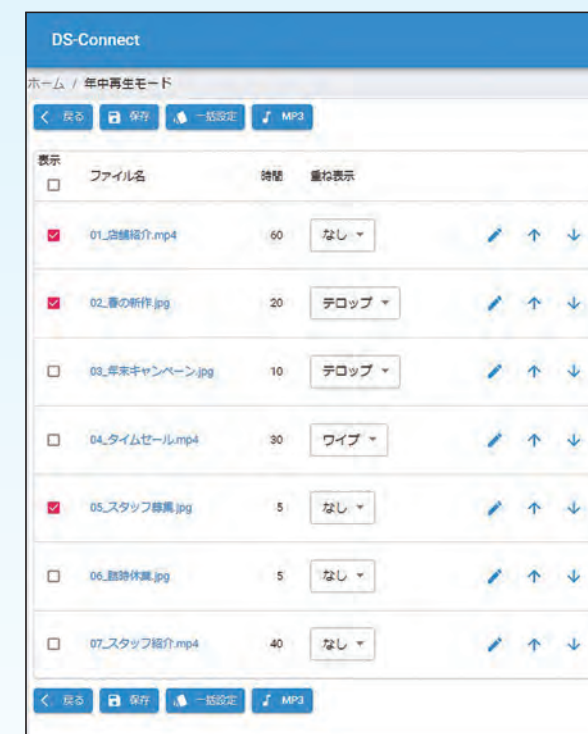 DS-Connect
ホーム / 年中再生モード
戻る 保存 一括設定 MP3
表示 ファイル名 時間 重ね表示
01_店舗紹介.mp4 60 なし
02_春の新作.jpg 20 テロップ
03_年末キャンペーン.jpg 10 テロップ
04_タイムセール.mp4 30 ワイプ
05_スタッフ募集.jpg 5 なし
06_臨時休業.jpg 5 なし
07_スタッフ紹介.mp4 40 なし
戻る 保存 一括設定 MP3